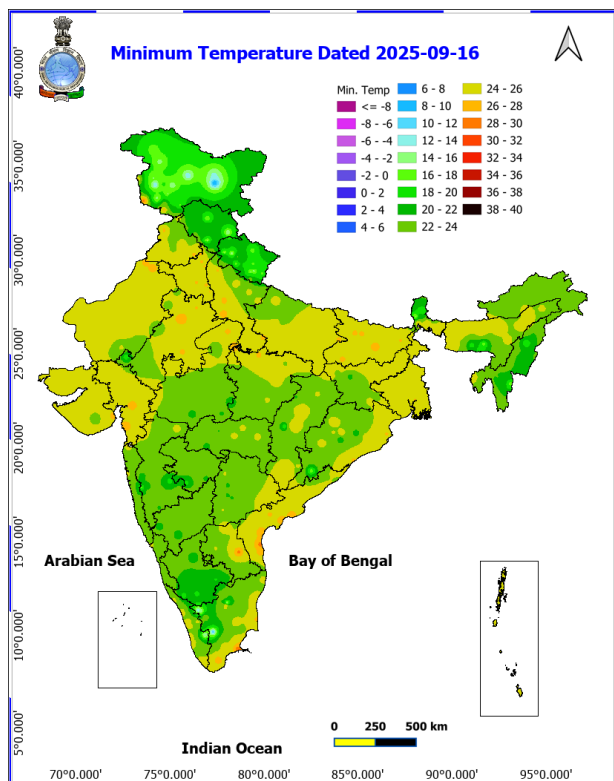 Minimum Temperature Dated 2025-09-16
Min. Temp
<= -8
-8 - -6
-6 - -4
-4 - -2
-2 - 0
0 - 2
2 - 4
4 - 6
6 - 8
8 - 10
10 - 12
12 - 14
14 - 16
16 - 18
18 - 20
20 - 22
22 - 24
24 - 26
26 - 28
28 - 30
30 - 32
32 - 34
34 - 36
36 - 38
38 - 40
40°0.000'
35°0.000'
30°0.000'
25°0.000'
20°0.000'
15°0.000'
10°0.000'
5°0.000'
Arabian Sea
Bay of Bengal
0 250 500 km
Indian Ocean
70°0.000' 75°0.000' 80°0.000' 85°0.000' 90°0.000' 95°0.000'